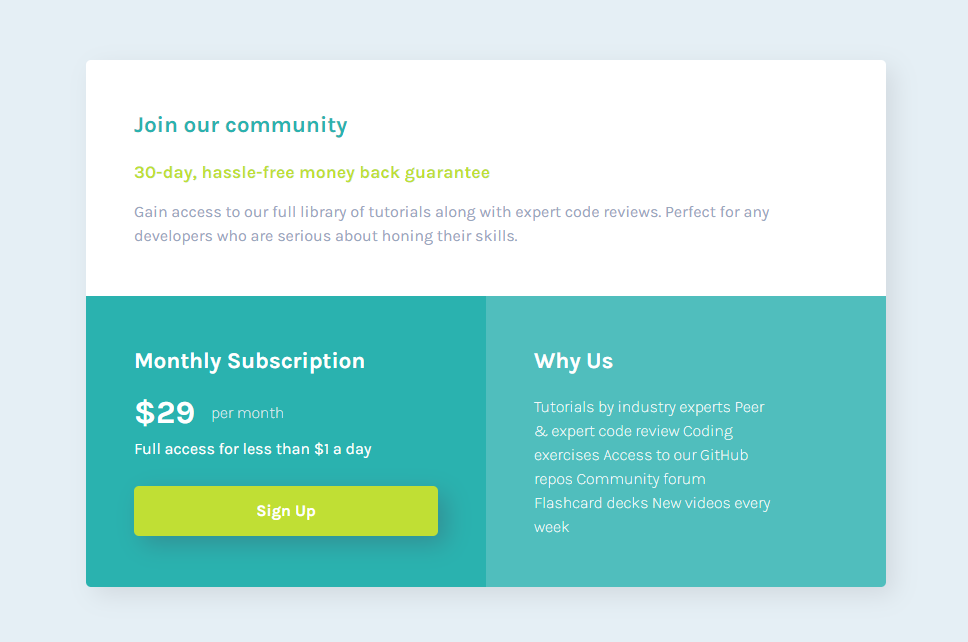 Join our community
30-day, hassle-free money back guarantee
Gain access to our full library of tutorials along with expert code reviews. Perfect for any
developers who are serious about honing their skills.
Monthly Subscription
$29 per month
Full access for less than $1 a day
Sign Up
Why Us
Tutorials by industry experts Peer
& expert code review Coding
exercises Access to our GitHub
repos Community forum
Flashcard decks New videos every
week